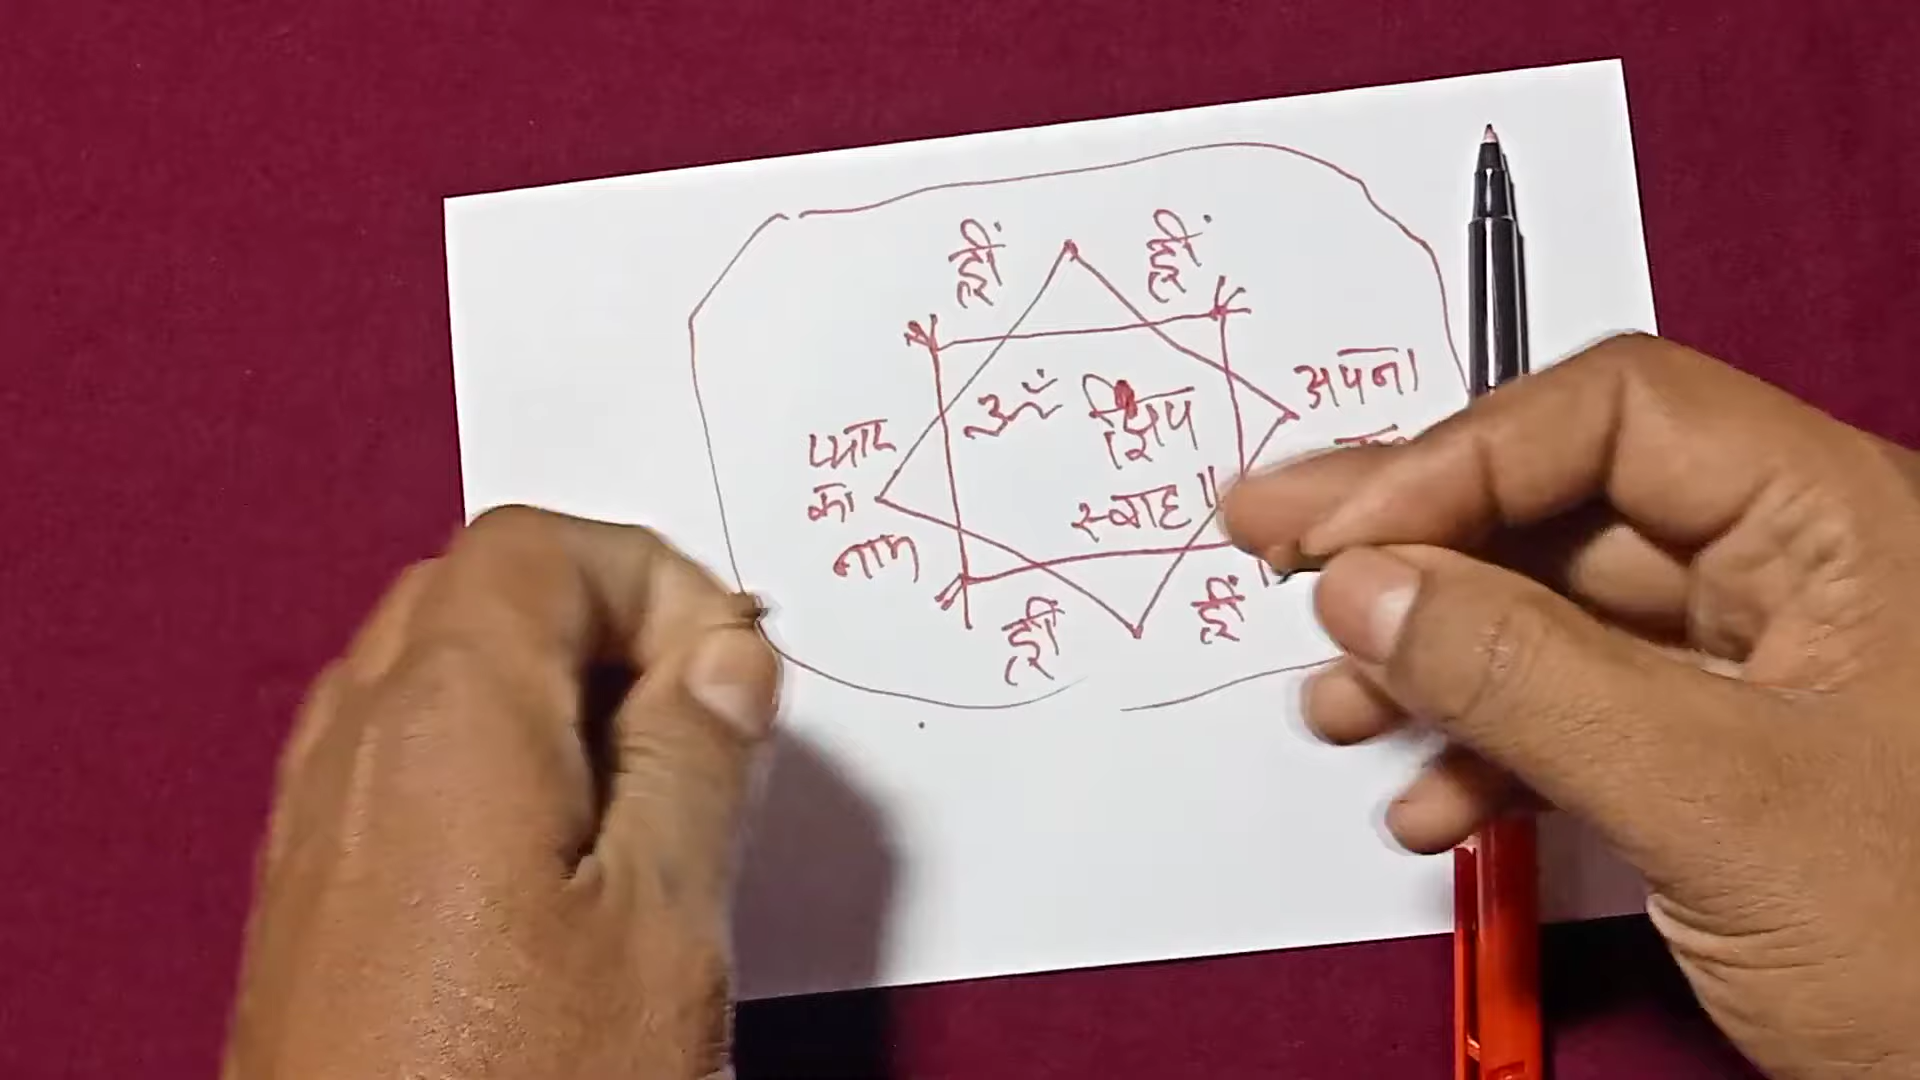 ह्रीं ह्रीं
ॐ क्षिप
स्वाहा॥
प्यार
का
नाम
अपना
ह्रीं ह्रीं